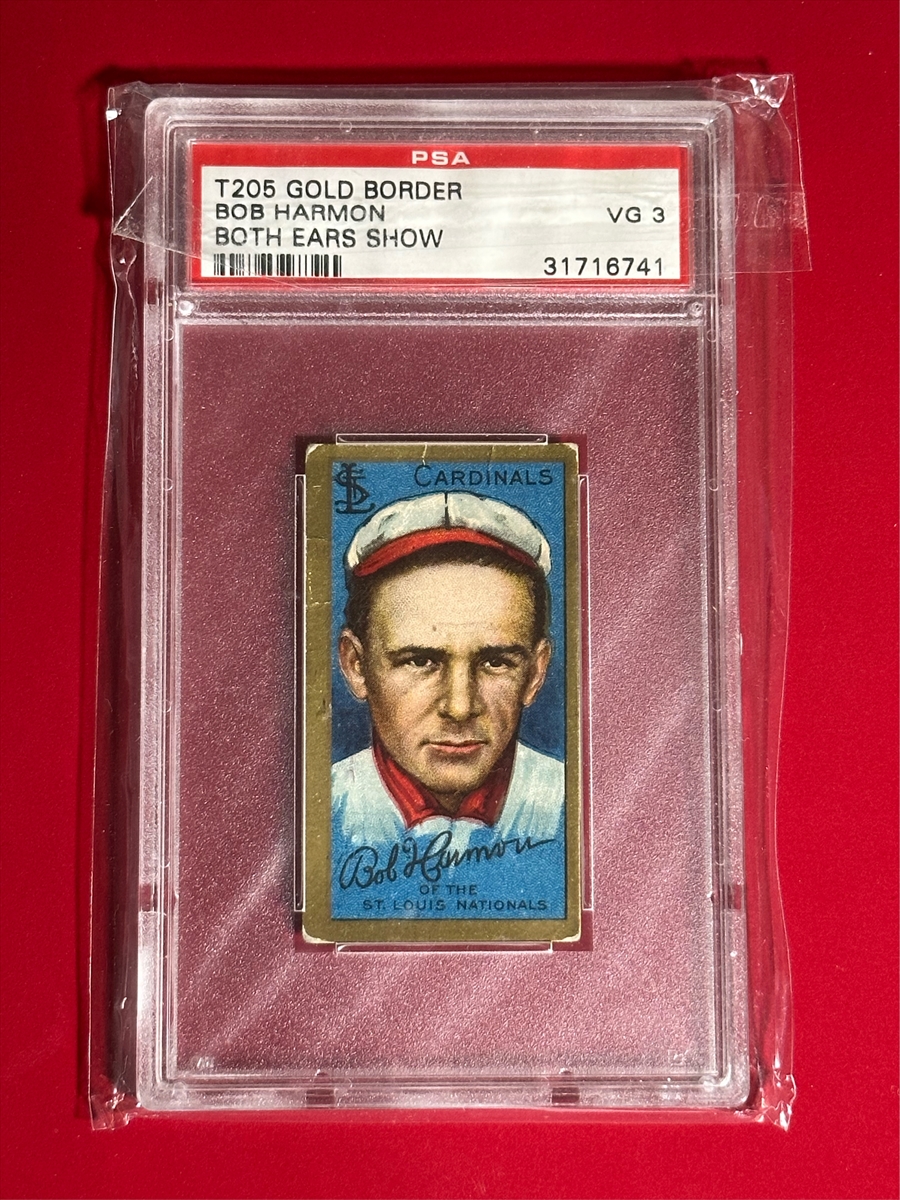 PSA
T205 GOLD BORDER
BOB HARMON VG 3
BOTH EARS SHOW
31716741
StL CARDINALS
Bob Harmon
OF THE
ST. LOUIS NATIONALS